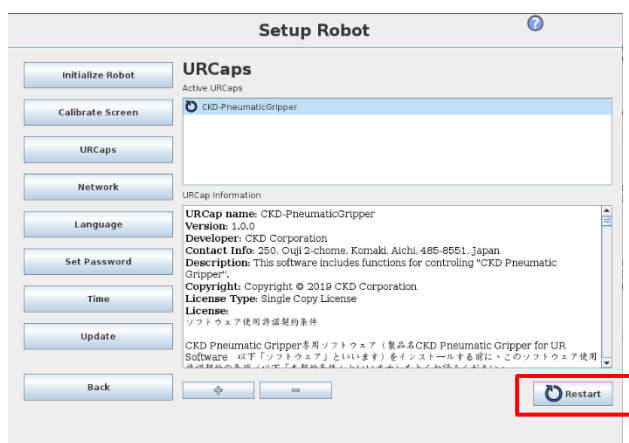 Setup Robot
?
Initialize Robot
Calibrate Screen
URCaps
Network
Language
Set Password
Time
Update
Back
URCaps
Active URCaps
CKD-PneumaticGripper
URCap Information
URCap name: CKD-PneumaticGripper
Version: 1.0.0
Developer: CKD Corporation
Contact Info: 250, Ouji 2-chome, Komaki, Aichi, 485-8551, Japan
Description: This software includes functions for controling "CKD Pneumatic
Gripper".
Copyright: Copyright © 2019 CKD Corporation
License Type: Single Copy License
License:
ソフトウェア使用許諾契約条件
CKD Pneumatic Gripper専用ソフトウェア（製品名CKD Pneumatic Gripper for UR
Software 以下「ソフトウェア」といいます）をインストールする前に、このソフトウェア使用
Restart